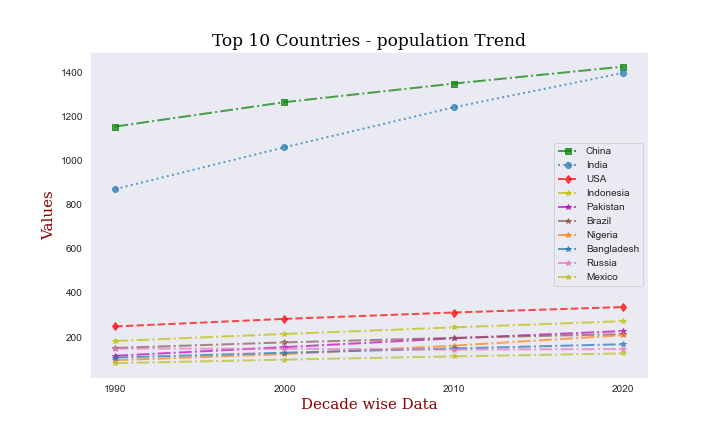 Top 10 Countries - population Trend
1400
1200
1000
800
600
400
200
Values
China
India
USA
Indonesia
Pakistan
Brazil
Nigeria
Bangladesh
Russia
Mexico
1990
2000
2010
2020
Decade wise Data